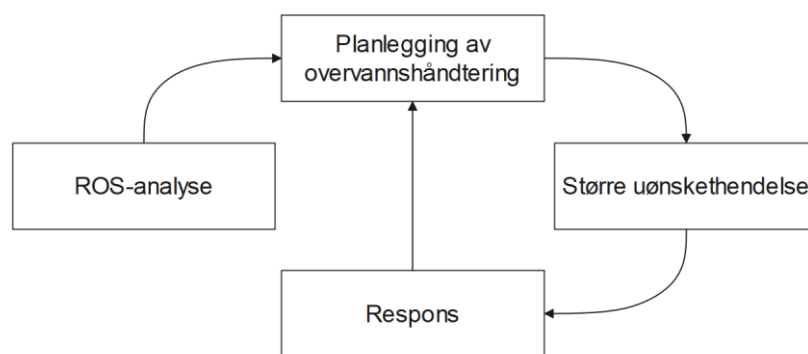 Planlegging av
overvannshåndtering
ROS-analyse
Større uønskethendelse
Respons